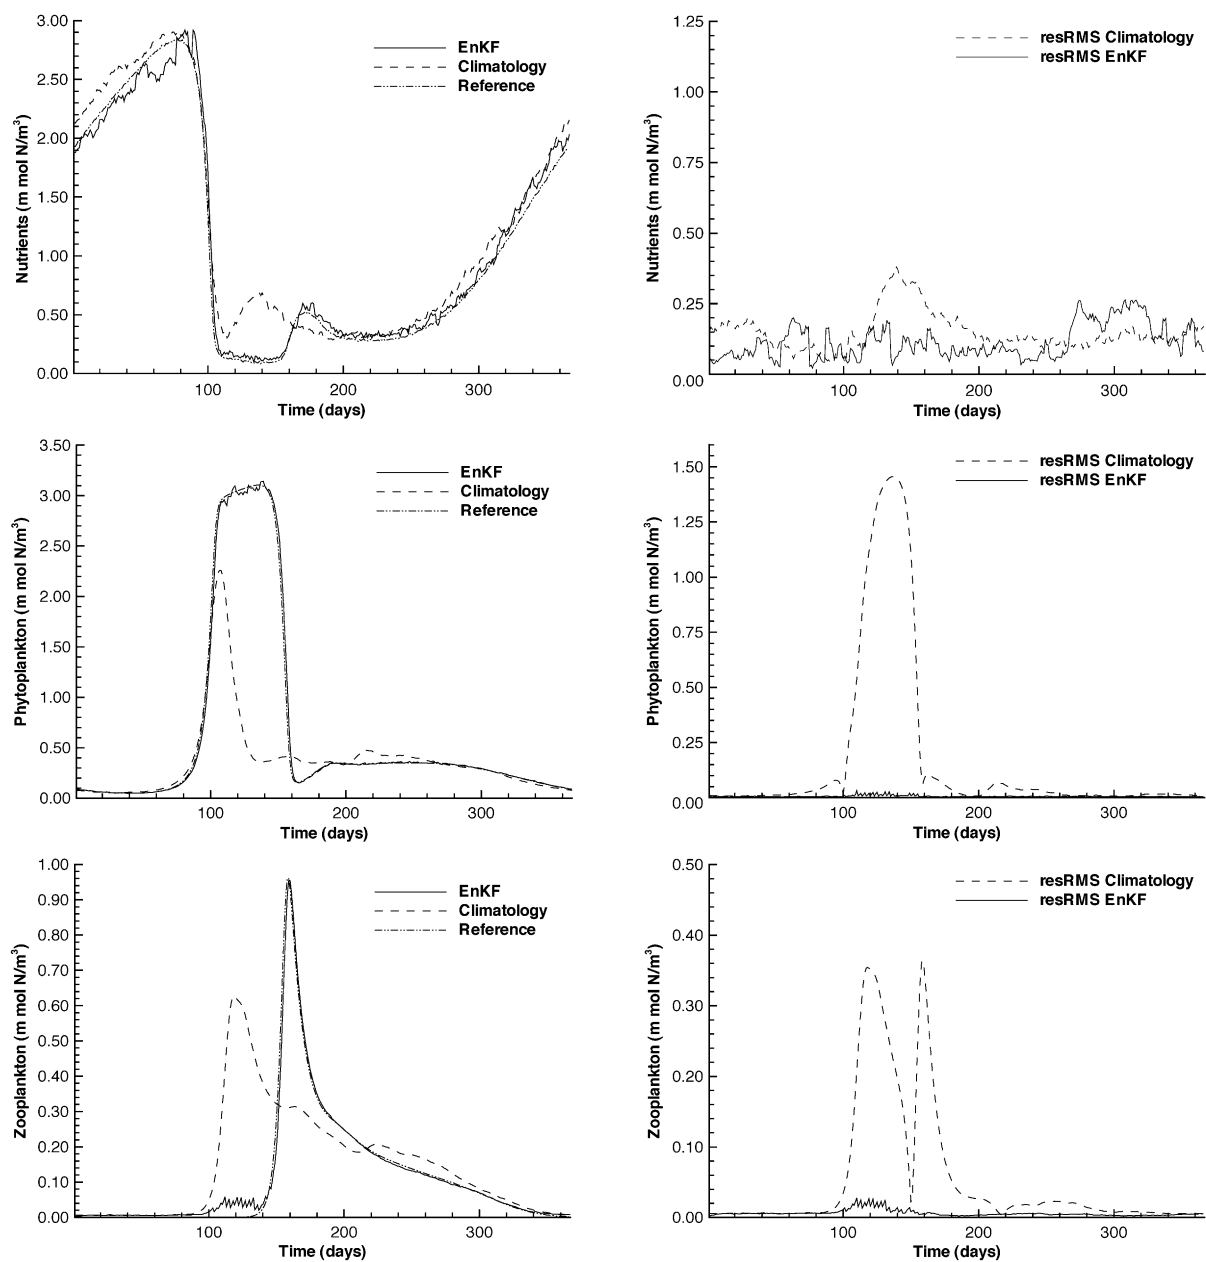 3.00
2.50
2.00
1.50
1.00
0.50
0.00
Nutrients (m mol N/m³)
EnKF
Climatology
Reference
100
200
300
Time (days)
1.25
1.00
0.75
0.50
0.25
0.00
Nutrients (m mol N/m³)
resRMS Climatology
resRMS EnKF
100
200
300
Time (days)
3.50
3.00
2.50
2.00
1.50
1.00
0.50
0.00
Phytoplankton (m mol N/m³)
EnKF
Climatology
Reference
100
200
300
Time (days)
1.50
1.25
1.00
0.75
0.50
0.25
0.00
Phytoplankton (m mol N/m³)
resRMS Climatology
resRMS EnKF
100
200
300
Time (days)
1.00
0.90
0.80
0.70
0.60
0.50
0.40
0.30
0.20
0.10
0.00
Zooplankton (m mol N/m³)
EnKF
Climatology
Reference
100
200
300
Time (days)
0.50
0.40
0.30
0.20
0.10
0.00
Zooplankton (m mol N/m³)
resRMS Climatology
resRMS EnKF
100
200
300
Time (days)